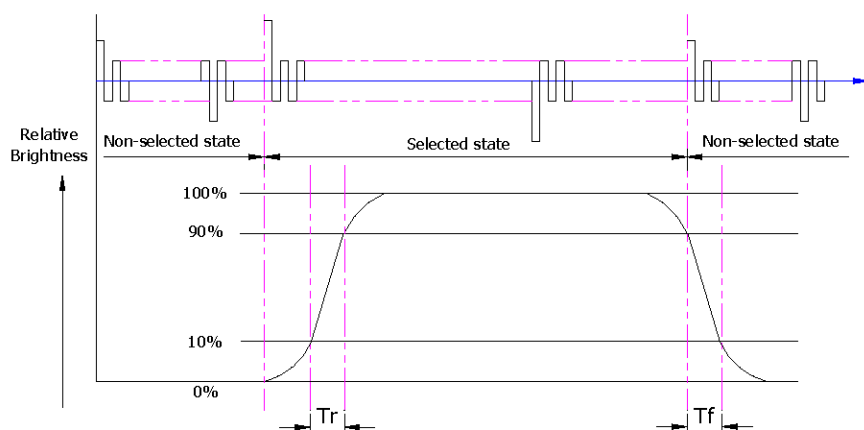 Relative
Brightness
Non-selected state
Selected state
Non-selected state
100%
90%
10%
0%
Tr
Tf